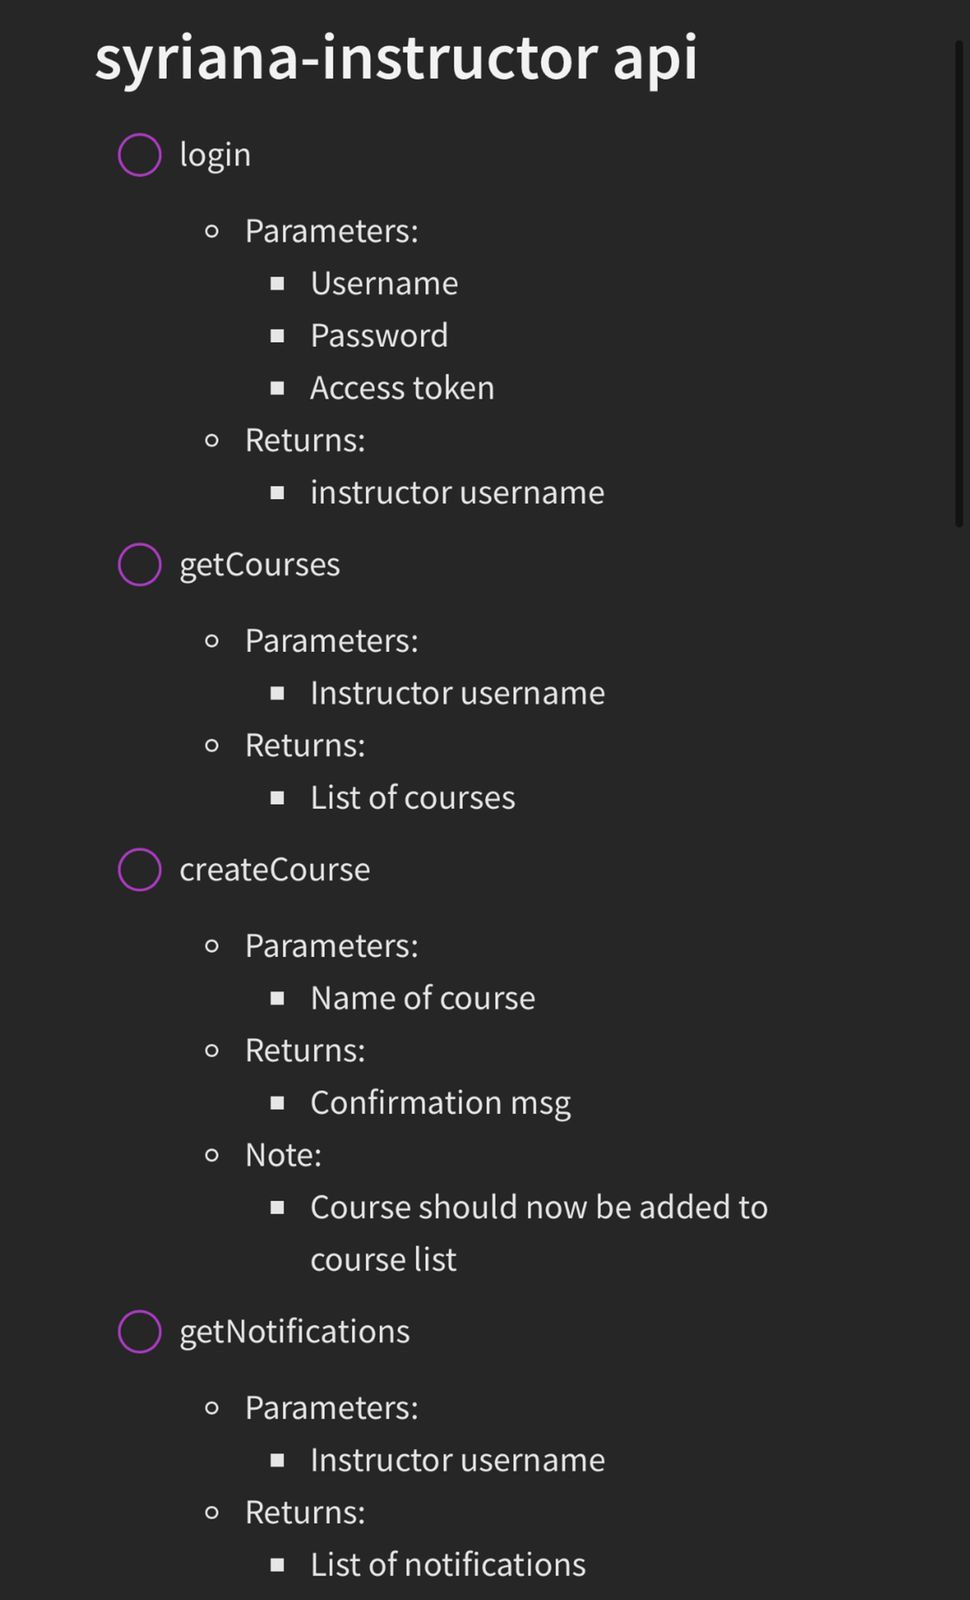 syriana-instructor api
login
Parameters:
Username
Password
Access token
Returns:
instructor username
getCourses
Parameters:
Instructor username
Returns:
List of courses
createCourse
Parameters:
Name of course
Returns:
Confirmation msg
Note:
Course should now be added to
course list
getNotifications
Parameters:
Instructor username
Returns:
List of notifications